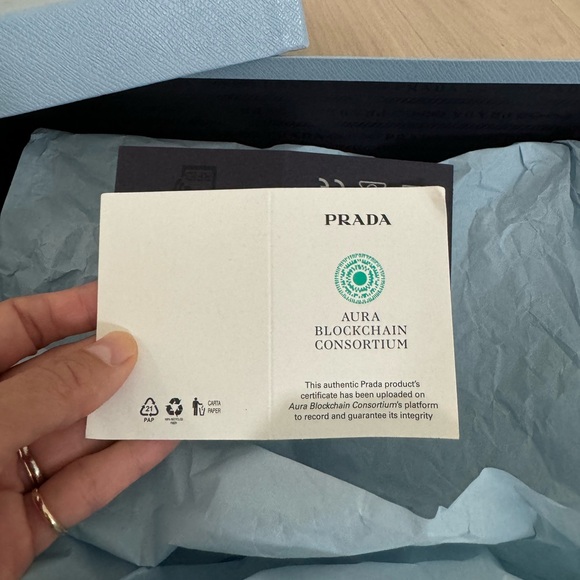 PRADA
AURA
BLOCKCHAIN
CONSORTIUM
This authentic Prada product's
certificate has been uploaded on
Aura Blockchain Consortium's platform
to record and guarantee its integrity
21
PAP
CARTA
PAPER